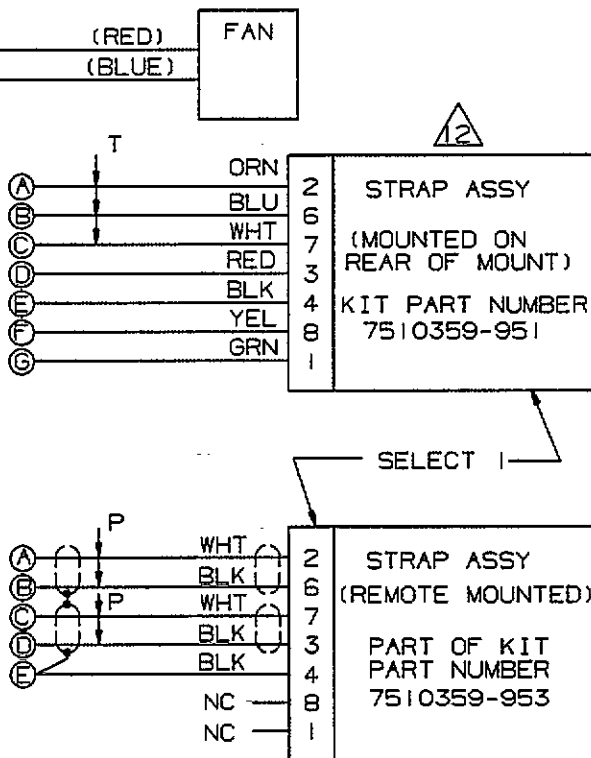 (RED)
(BLUE)
FAN
12
T
A ORN 2
B BLU 6
C WHT 7
D RED 3
E BLK 4
F YEL 8
G GRN 1
STRAP ASSY
(MOUNTED ON
REAR OF MOUNT)
KIT PART NUMBER
7510359-951
SELECT 1
P
A WHT 2
B BLK 6
P
C WHT 7
D BLK 3
E BLK 4
NC 8
NC 1
STRAP ASSY
(REMOTE MOUNTED)
PART OF KIT
PART NUMBER
7510359-953